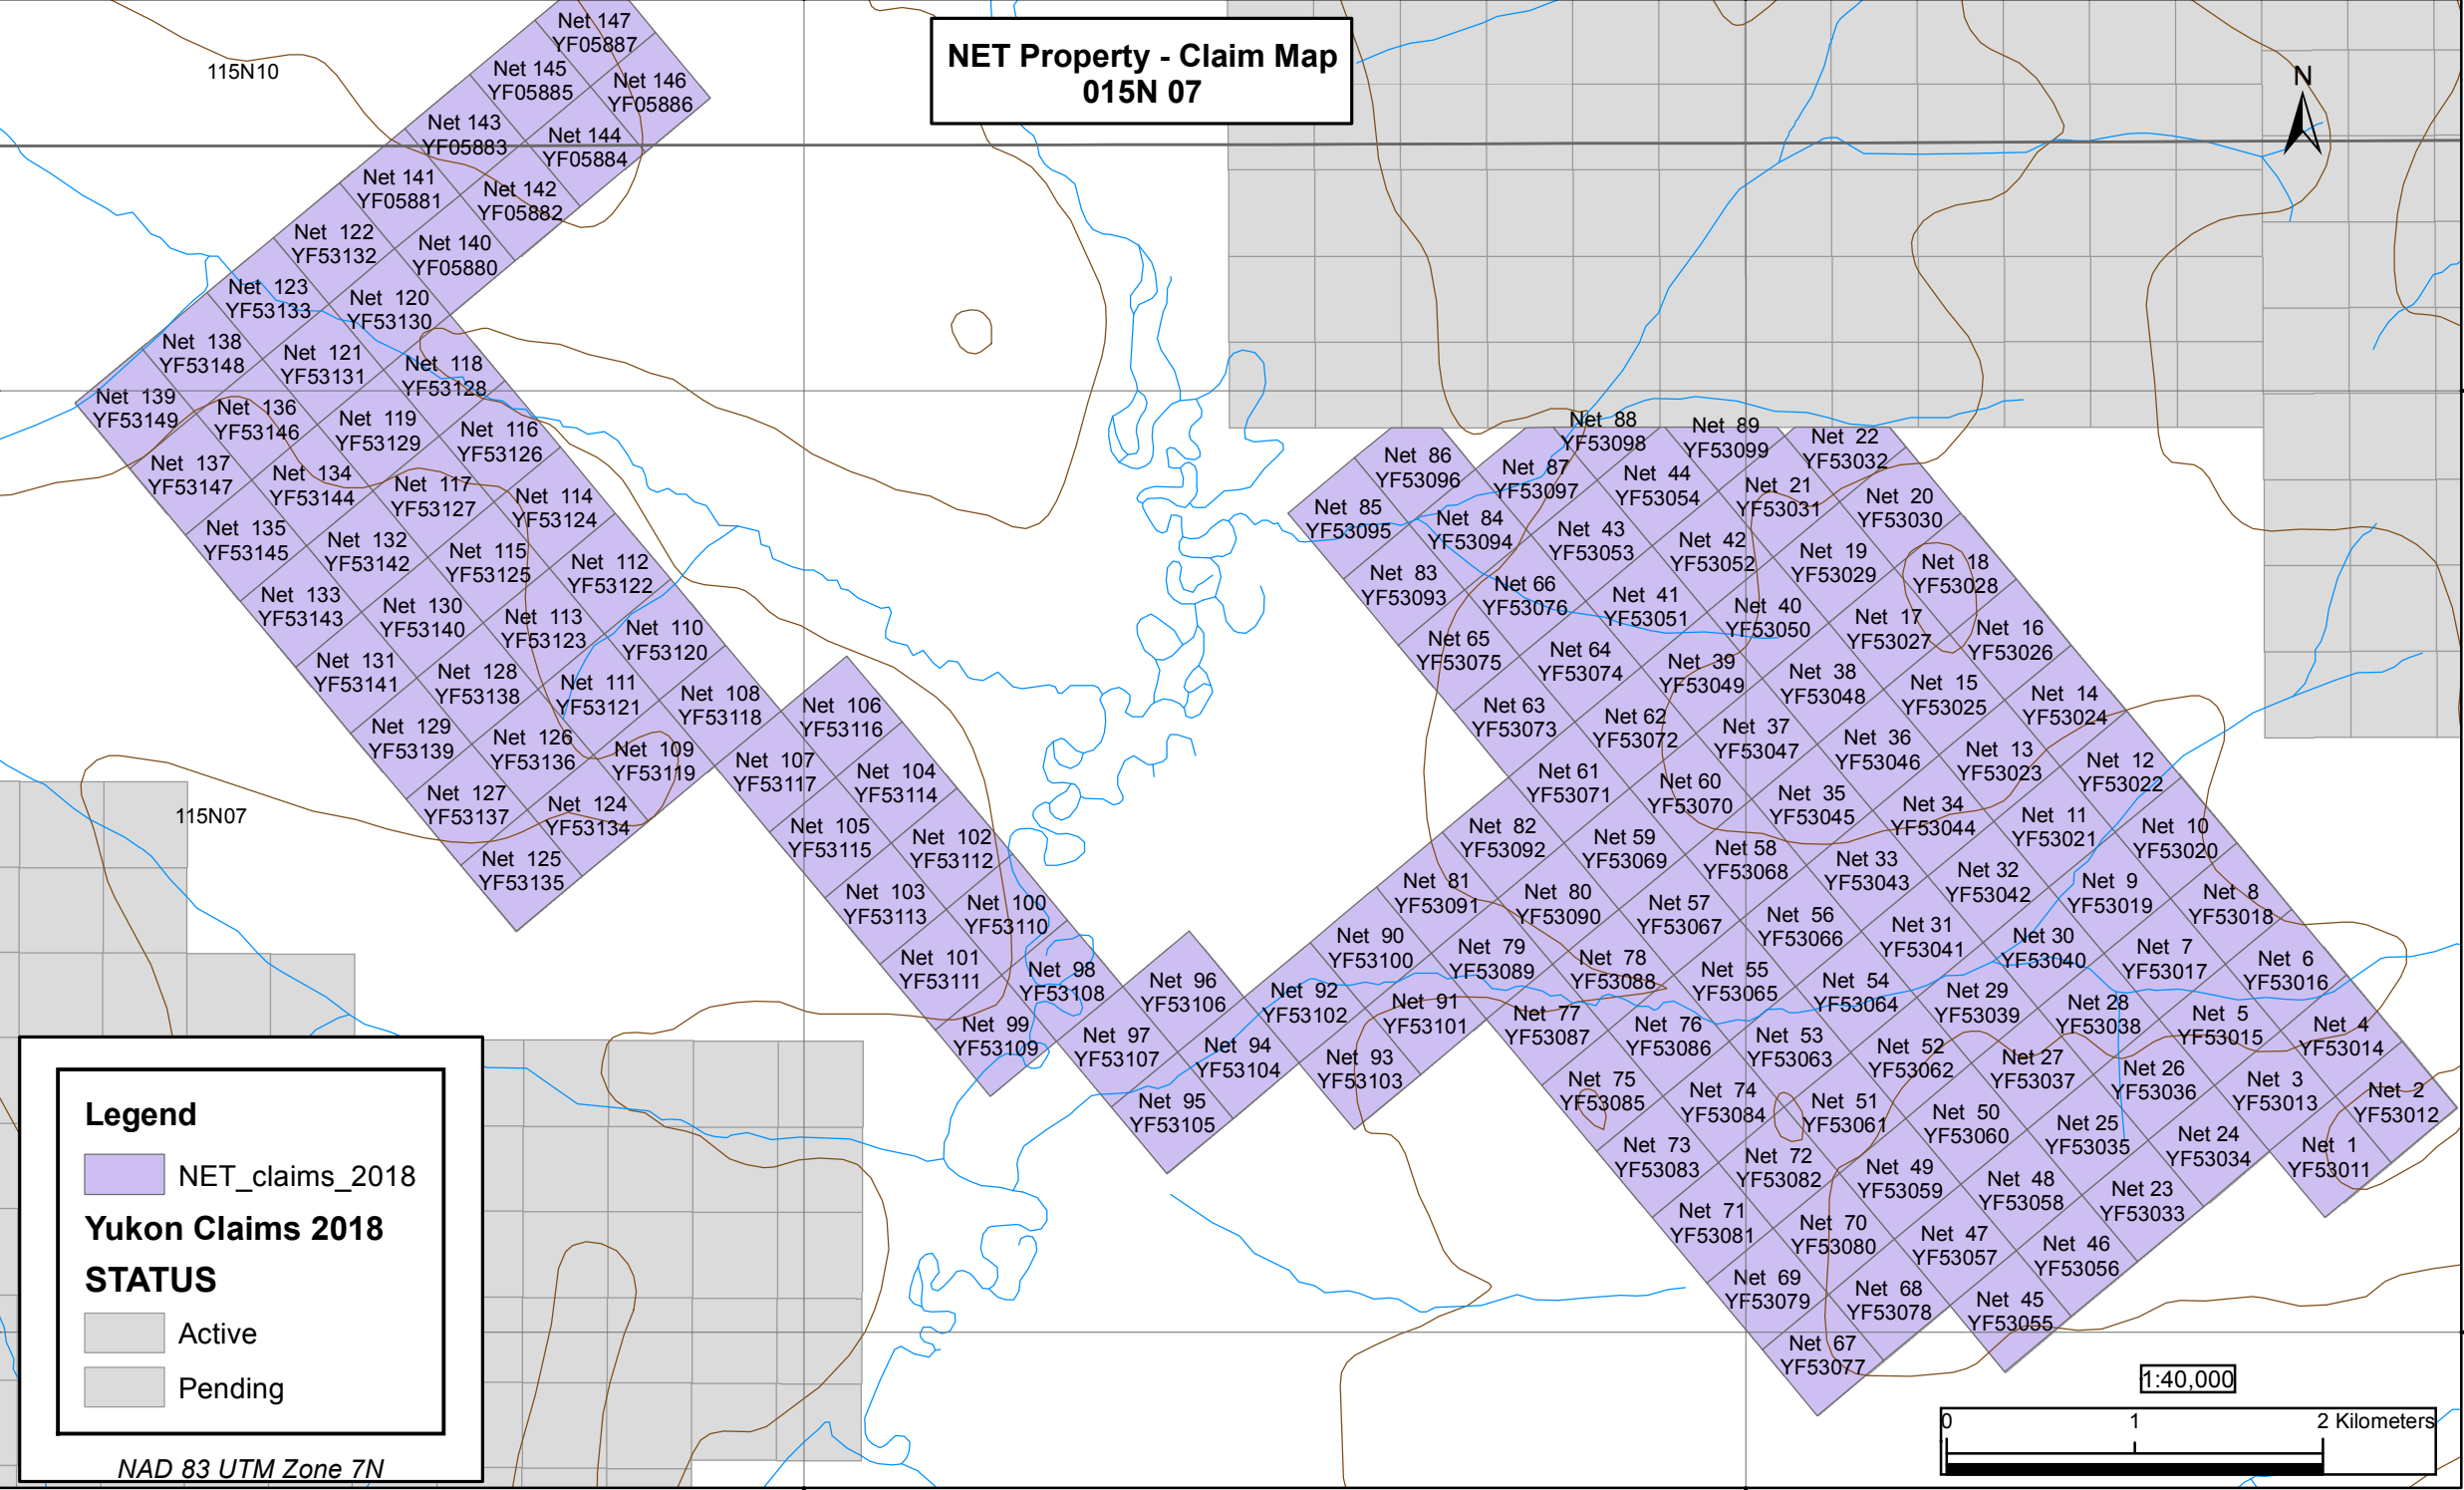 NET Property - Claim Map
015N 07
N
115N10
115N07
Net 147
YF05887
Net 145
YF05885
Net 146
YF05886
Net 143
YF05883
Net 144
YF05884
Net 141
YF05881
Net 142
YF05882
Net 122
YF53132
Net 140
YF05880
Net 123
YF53133
Net 120
YF53130
Net 138
YF53148
Net 121
YF53131
Net 118
YF53128
Net 139
YF53149
Net 136
YF53146
Net 119
YF53129
Net 116
YF53126
Net 137
YF53147
Net 134
YF53144
Net 117
YF53127
Net 114
YF53124
Net 135
YF53145
Net 132
YF53142
Net 115
YF53125
Net 112
YF53122
Net 133
YF53143
Net 130
YF53140
Net 113
YF53123
Net 110
YF53120
Net 131
YF53141
Net 128
YF53138
Net 111
YF53121
Net 108
YF53118
Net 129
YF53139
Net 126
YF53136
Net 109
YF53119
Net 127
YF53137
Net 124
YF53134
Net 125
YF53135
Net 106
YF53116
Net 107
YF53117
Net 104
YF53114
Net 105
YF53115
Net 102
YF53112
Net 103
YF53113
Net 100
YF53110
Net 101
YF53111
Net 98
YF53108
Net 99
YF53109
Net 96
YF53106
Net 97
YF53107
Net 94
YF53104
Net 95
YF53105
Net 92
YF53102
Net 93
YF53103
Net 90
YF53100
Net 91
YF53101
Net 88
YF53098
Net 89
YF53099
Net 22
YF53032
Net 86
YF53096
Net 87
YF53097
Net 44
YF53054
Net 21
YF53031
Net 20
YF53030
Net 85
YF53095
Net 84
YF53094
Net 43
YF53053
Net 42
YF53052
Net 19
YF53029
Net 18
YF53028
Net 83
YF53093
Net 66
YF53076
Net 41
YF53051
Net 40
YF53050
Net 17
YF53027
Net 16
YF53026
Net 65
YF53075
Net 64
YF53074
Net 39
YF53049
Net 38
YF53048
Net 15
YF53025
Net 14
YF53024
Net 63
YF53073
Net 62
YF53072
Net 37
YF53047
Net 36
YF53046
Net 13
YF53023
Net 12
YF53022
Net 61
YF53071
Net 60
YF53070
Net 35
YF53045
Net 34
YF53044
Net 11
YF53021
Net 10
YF53020
Net 82
YF53092
Net 59
YF53069
Net 58
YF53068
Net 33
YF53043
Net 32
YF53042
Net 9
YF53019
Net 8
YF53018
Net 81
YF53091
Net 80
YF53090
Net 57
YF53067
Net 56
YF53066
Net 31
YF53041
Net 30
YF53040
Net 7
YF53017
Net 6
YF53016
Net 79
YF53089
Net 78
YF53088
Net 55
YF53065
Net 54
YF53064
Net 29
YF53039
Net 28
YF53038
Net 5
YF53015
Net 4
YF53014
Net 77
YF53087
Net 76
YF53086
Net 53
YF53063
Net 52
YF53062
Net 27
YF53037
Net 26
YF53036
Net 3
YF53013
Net 2
YF53012
Net 75
YF53085
Net 74
YF53084
Net 51
YF53061
Net 50
YF53060
Net 25
YF53035
Net 24
YF53034
Net 1
YF53011
Net 73
YF53083
Net 72
YF53082
Net 49
YF53059
Net 48
YF53058
Net 23
YF53033
Net 71
YF53081
Net 70
YF53080
Net 47
YF53057
Net 46
YF53056
Net 69
YF53079
Net 68
YF53078
Net 45
YF53055
Net 67
YF53077
Legend
NET_claims_2018
Yukon Claims 2018
STATUS
Active
Pending
NAD 83 UTM Zone 7N
1:40,000
0 1 2 Kilometers